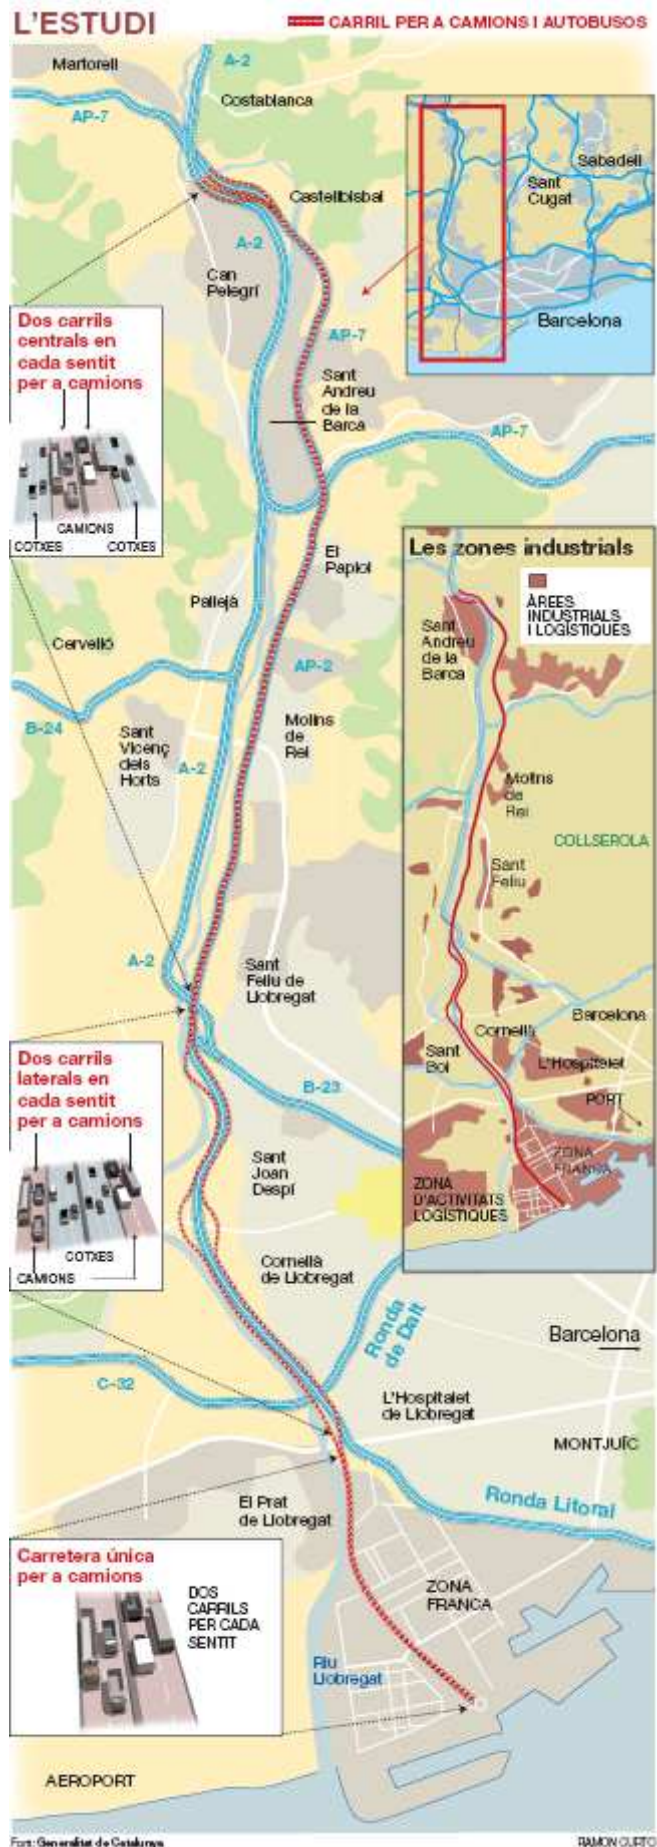 L'ESTUDI
CARRIL PER A CAMIONS I AUTOBUSOS
Martorell
A-2
Costablanca
AP-7
Castellbisbal
A-2
Can
Pelegrí
AP-7
Sant
Andreu
de la
Barca
AP-7
Sabadell
Sant
Cugat
Barcelona
Dos carrils
centrals en
cada sentit
per a camions
CAMIONS
COTXES
COTXES
El
Papiol
Pallejà
Cervelló
AP-2
B-24
Sant
Vicenç
dels
Horts
A-2
Molins
de
Rei
A-2
Sant
Feliu de
Llobregat
Les zones industrials
ÀREES
INDUSTRIALS
I LOGÍSTIQUES
Sant
Andreu
de la
Barca
Molins
de
Rei
COLLSEROLA
Sant
Feliu
Barcelona
Cornellà
Sant
Boi
L'Hospitalet
PORT
ZONA
FRANCA
ZONA
D'ACTIVITATS
LOGÍSTIQUES
Dos carrils
laterals en
cada sentit
per a camions
COTXES
CAMIONS
B-23
Sant
Joan
Despí
Cornellà
de Llobregat
Ronda
de Dalt
Barcelona
C-32
L'Hospitalet
de Llobregat
MONTJUÏC
El Prat
de Llobregat
Ronda Litoral
Carretera única
per a camions
DOS
CARRILS
PER CADA
SENTIT
ZONA
FRANCA
Riu
Llobregat
AEROPORT
Font: Generalitat de Catalunya
RAMON CURTO